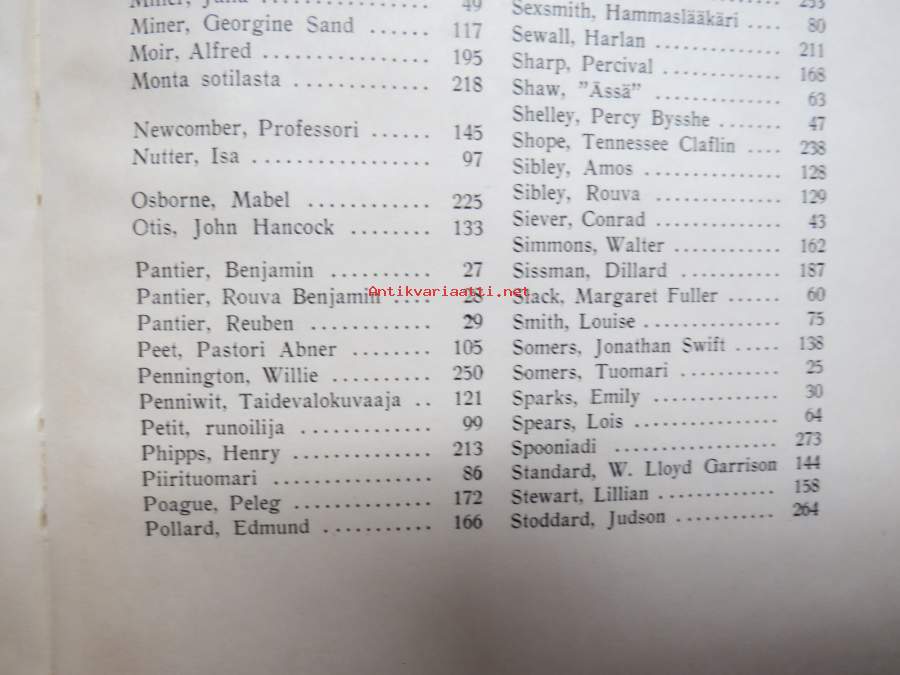 Miner, Julia ................ 49
Miner, Georgine Sand ...... 117
Moir, Alfred ................ 195
Monta sotilasta ............. 218
Newcomber, Professori ...... 145
Nutter, Isa ................. 97
Osborne, Mabel ............ 225
Otis, John Hancock ........ 133
Pantier, Benjamin .......... 27
Pantier, Rouva Benjamin .... 28
Pantier, Reuben ............ 29
Peet, Pastori Abner ........ 105
Pennington, Willie .......... 250
Penniwit, Taidevalokuvaaja .. 121
Petit, runoilija ............. 99
Phipps, Henry .............. 213
Piirituomari ................ 86
Poague, Peleg .............. 172
Pollard, Edmund ........... 166
253
Sexsmith, Hammaslääkäri .... 80
Sewall, Harlan ............. 211
Sharp, Percival ............ 168
Shaw, ”Ässä” ............. 63
Shelley, Percy Bysshe ....... 47
Shope, Tennessee Claflin .... 238
Sibley, Amos .............. 128
Sibley, Rouva ............. 129
Siever, Conrad ............. 43
Simmons, Walter ........... 162
Sissman, Dillard ........... 187
Slack, Margaret Fuller ...... 60
Smith, Louise .............. 75
Somers, Jonathan Swift ..... 138
Somers, Tuomari ........... 25
Sparks, Emily ............. 30
Spears, Lois ............... 64
Spooniadi .................. 273
Standard, W. Lloyd Garrison 144
Stewart, Lillian ............. 158
Stoddard, Judson ........... 264
Antikvariaatti.net